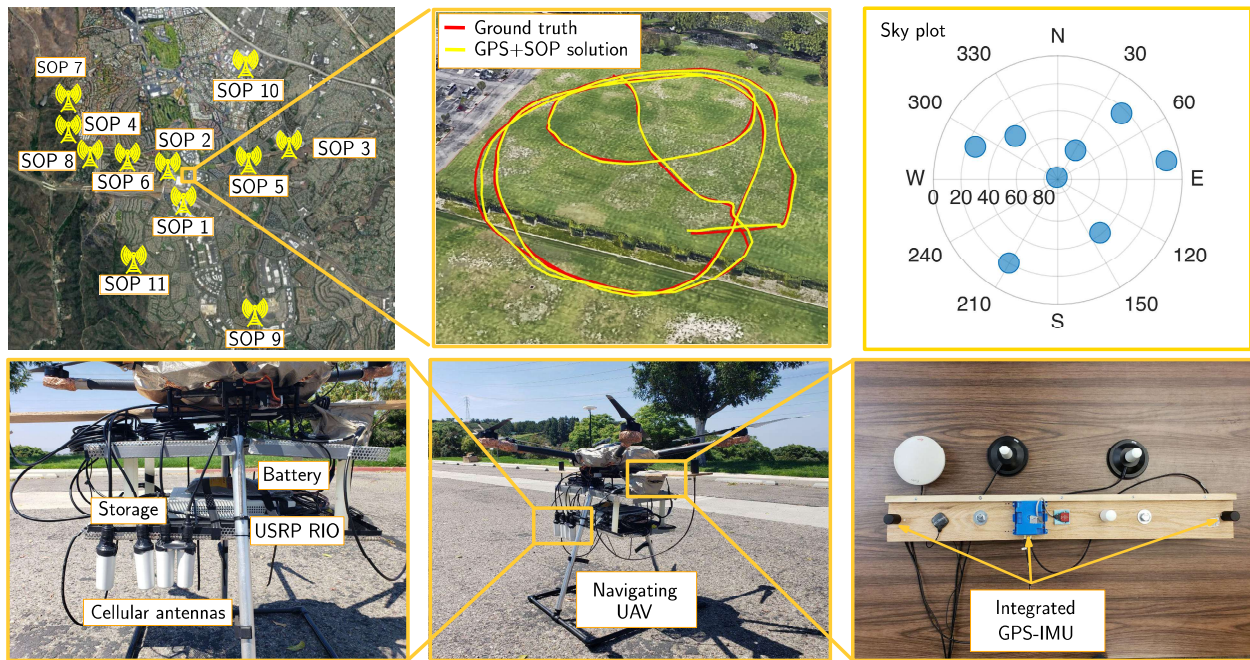 SOP 7
SOP 10
SOP 4
SOP 2
SOP 3
SOP 8
SOP 6
SOP 5
SOP 1
SOP 11
SOP 9
Ground truth
GPS+SOP solution
Sky plot
N
330
30
300
60
W
E
0 20 40 60 80
240
120
210
150
S
Battery
Storage
USRP RIO
Cellular antennas
Navigating
UAV
Integrated
GPS-IMU